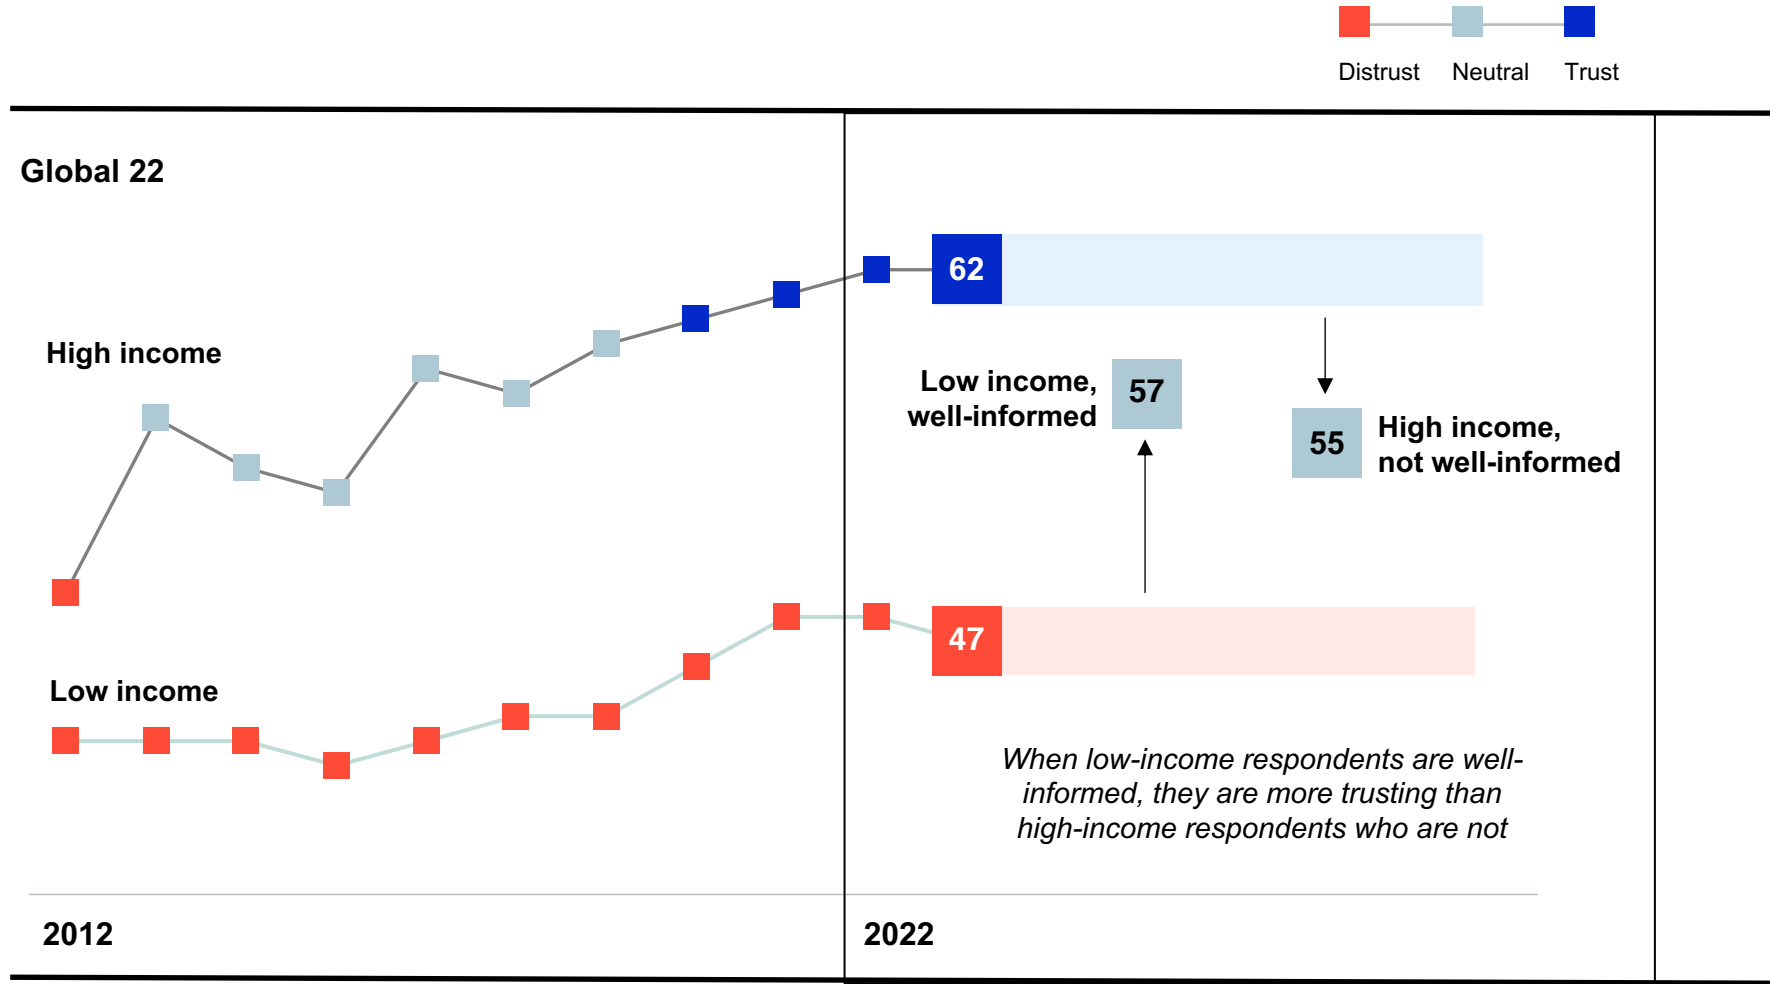 Distrust Neutral Trust
Global 22
62
High income
Low income,
well-informed
57
55
High income,
not well-informed
47
Low income
When low-income respondents are well-
informed, they are more trusting than
high-income respondents who are not
2012
2022